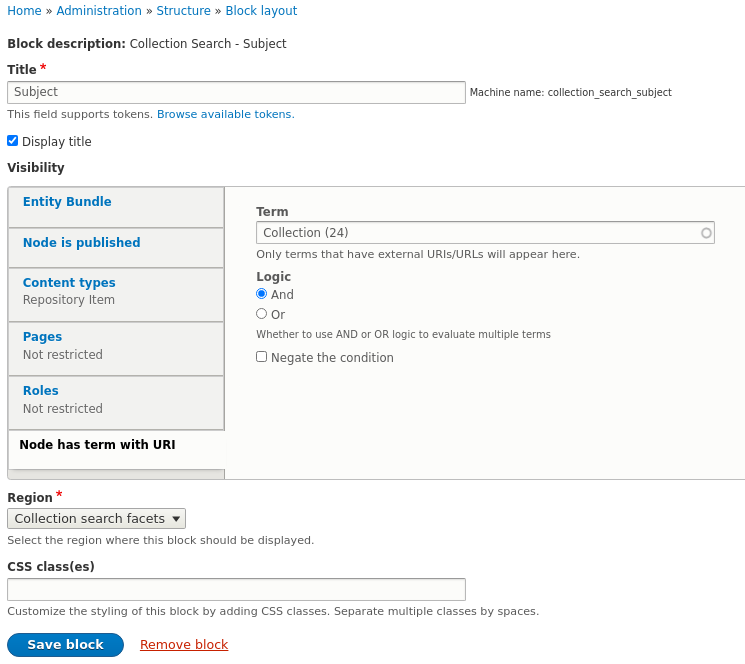 Home » Administration » Structure » Block layout
Block description: Collection Search - Subject
Title *
Subject
Machine name: collection_search_subject
This field supports tokens. Browse available tokens.
Display title
Visibility
Entity Bundle
Node is published
Content types
Repository Item
Pages
Not restricted
Roles
Not restricted
Node has term with URI
Term
Collection (24)
Only terms that have external URIs/URLs will appear here.
Logic
And
Or
Whether to use AND or OR logic to evaluate multiple terms
Negate the condition
Region *
Collection search facets
Select the region where this block should be displayed.
CSS class(es)
Customize the styling of this block by adding CSS classes. Separate multiple classes by spaces.
Save block Remove block